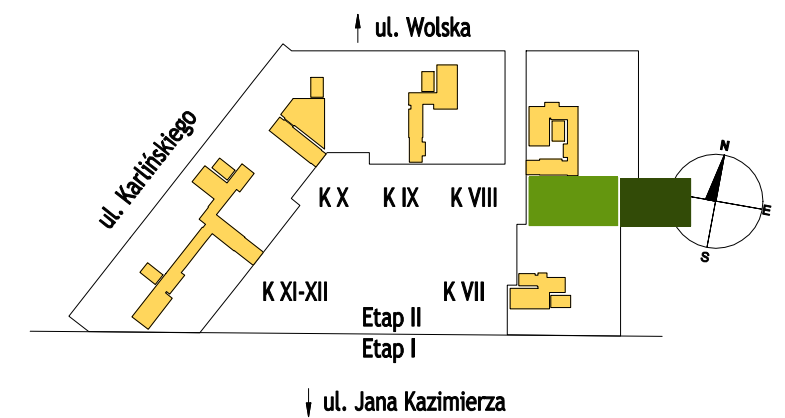 ul. Wolska
ul. Karlińskiego
N
E
S
K X
K IX
K VIII
K XI-XII
K VII
Etap II
Etap I
ul. Jana Kazimierza